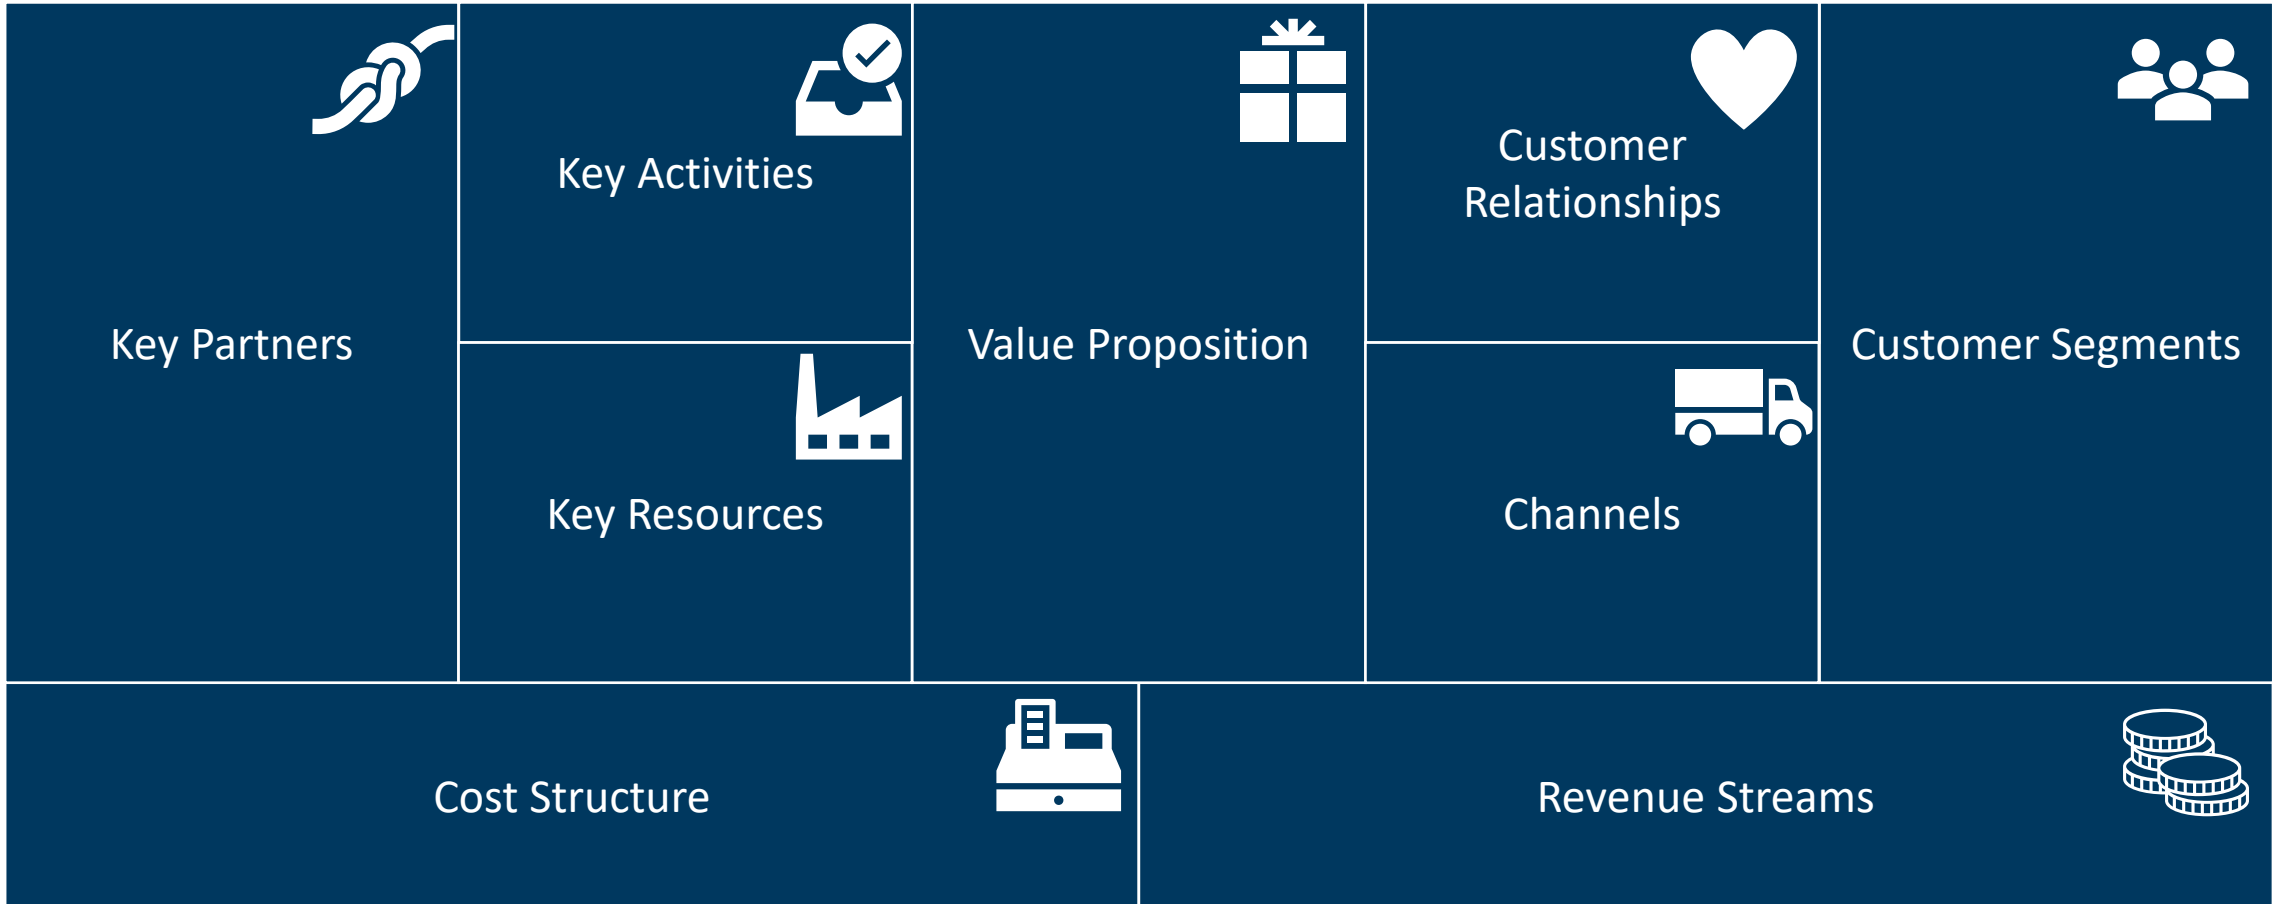 Key Partners
Key Activities
Key Resources
Value Proposition
Customer
Relationships
Channels
Customer Segments
Cost Structure
Revenue Streams